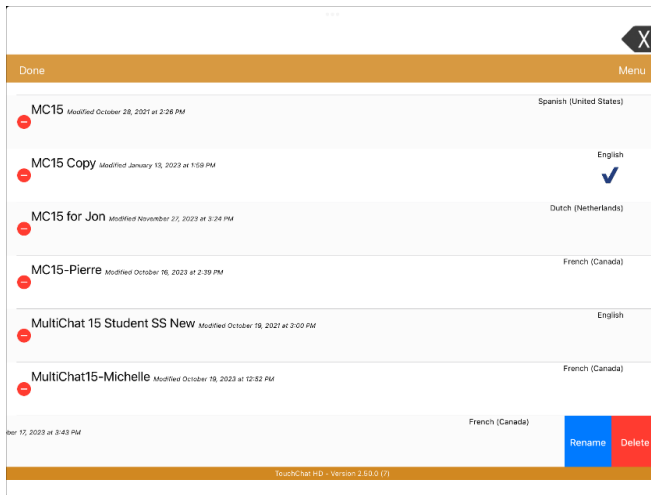 X
Done Menu
MC15 Modified October 28, 2021 at 2:26 PM Spanish (United States)
MC15 Copy Modified January 13, 2023 at 1:59 PM English
MC15 for Jon Modified November 27, 2023 at 3:24 PM Dutch (Netherlands)
MC15-Pierre Modified October 16, 2023 at 2:39 PM French (Canada)
MultiChat 15 Student SS New Modified October 19, 2021 at 3:00 PM English
MultiChat15-Michelle Modified October 19, 2023 at 12:52 PM French (Canada)
ber 17, 2023 at 3:43 PM French (Canada) Rename Delete
TouchChat HD - Version 2.50.0 (7)